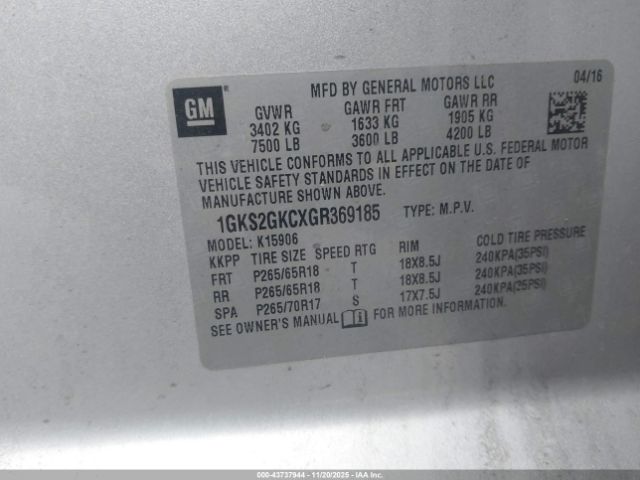 GM
MFD BY GENERAL MOTORS LLC 04/16
GVWR GAWR FRT GAWR RR
3402 KG 1633 KG 1905 KG
7500 LB 3600 LB 4200 LB
THIS VEHICLE CONFORMS TO ALL APPLICABLE U.S. FEDERAL MOTOR
VEHICLE SAFETY STANDARDS IN EFFECT ON THE DATE OF
MANUFACTURE SHOWN ABOVE.
1GKS2GKCXGR369185 TYPE: M.P.V.
MODEL: K15906
KKPP TIRE SIZE SPEED RTG RIM COLD TIRE PRESSURE
FRT P265/65R18 T 18X8.5J 240KPA(35PSI)
RR P265/65R18 T 18X8.5J 240KPA(35PSI)
SPA P265/70R17 S 17X7.5J 240KPA(35PSI)
SEE OWNER'S MANUAL FOR MORE INFORMATION.
000-43737944 - 11/20/2025 - IAA Holdings, LLC